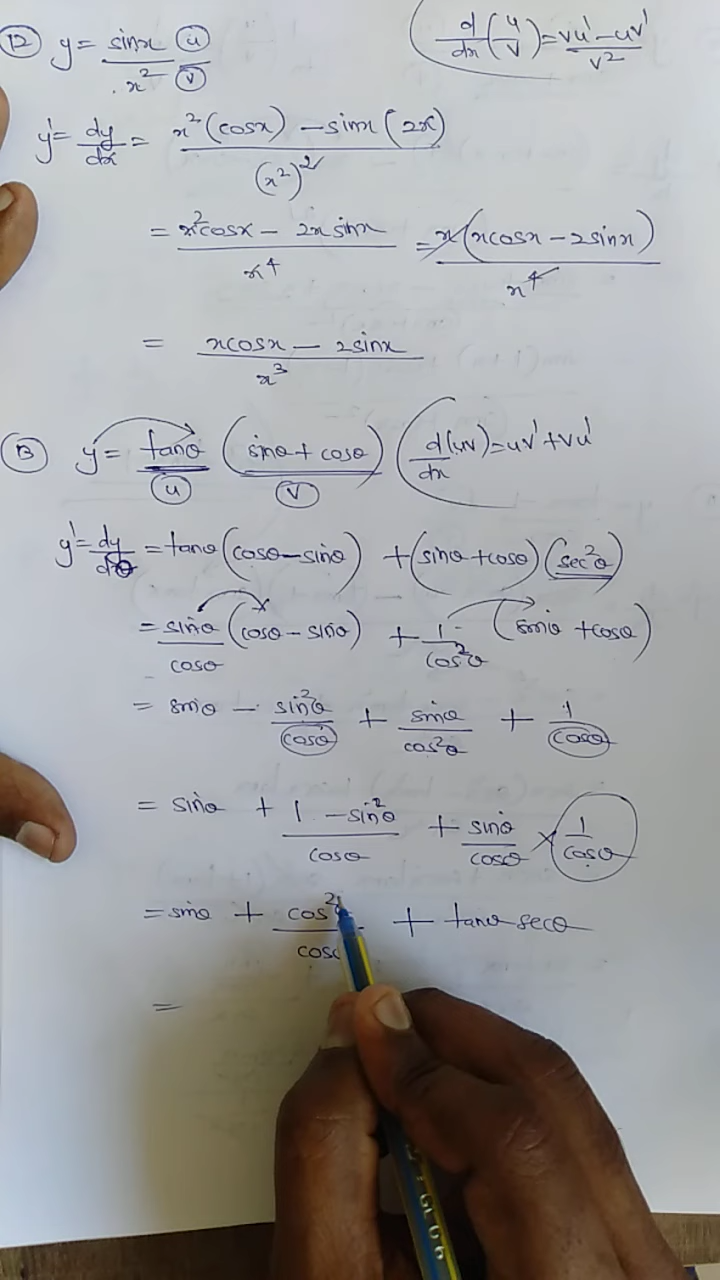 12) y = sinx (u) / x² (v)    d/dx (u/v) = vu' - uv' / v²
y' = dy/dx = x²(cosx) - sinx(2x) / (x²)²
= x²cosx - 2x sinx / x⁴ = x(xcosx - 2sinx) / x⁴
= xcosx - 2sinx / x³
13) y = tanθ (sinθ + cosθ) ( d(uv)/dx = uv' + vu'
(u) (v)
y' = dy/dθ = tanθ(cosθ - sinθ) + (sinθ + cosθ)(sec²θ)
= sinθ/cosθ (cosθ - sinθ) + 1/cos²θ (sinθ + cosθ)
= sinθ - sin²θ/cosθ + sinθ/cos²θ + 1/cosθ
= sinθ + 1 - sin²θ / cosθ + sinθ/cosθ × 1/cosθ
= sinθ + cos²θ / cosθ + tanθ secθ
=